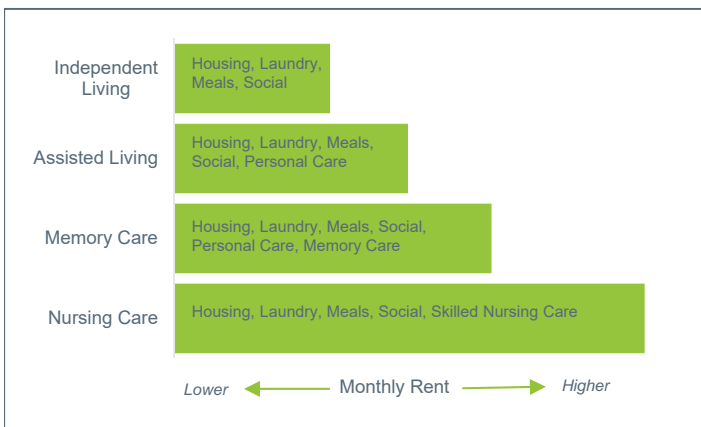 Independent
Living
Housing, Laundry,
Meals, Social
Assisted Living
Housing, Laundry, Meals,
Social, Personal Care
Memory Care
Housing, Laundry, Meals, Social,
Personal Care, Memory Care
Nursing Care
Housing, Laundry, Meals, Social, Skilled Nursing Care
Lower Monthly Rent Higher